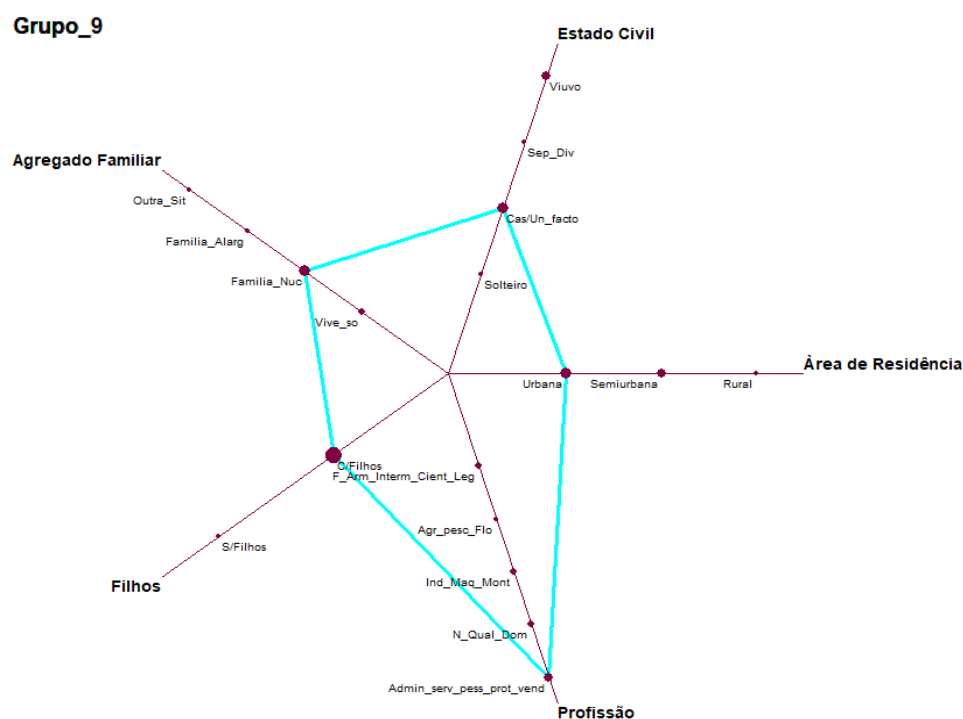 Grupo_9
Estado Civil
Viuvo
Sep_Div
Agregado Familiar
Outra_Sit
Cas/Un_facto
Familia_Alarg
Familia_Nuc
Solteiro
Vive_so
Àrea de Residência
Urbana
Semiurbana
Rural
C/Filhos
F_Arm_Interm_Cient_Leg
Agr_pesc_Flo
S/Filhos
Ind_Maq_Mont
Filhos
N_Qual_Dom
Admin_serv_pess_prot_vend
Profissão